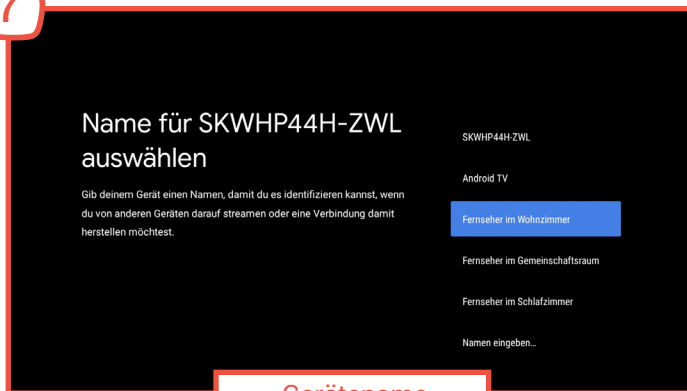 7
Name für SKWHP44H-ZWL
auswählen
Gib deinem Gerät einen Namen, damit du es identifizieren kannst, wenn
du von anderen Geräten darauf streamen oder eine Verbindung damit
herstellen möchtest.
SKWHP44H-ZWL
Android TV
Fernseher im Wohnzimmer
Fernseher im Gemeinschaftsraum
Fernseher im Schlafzimmer
Namen eingeben…
Gerätename